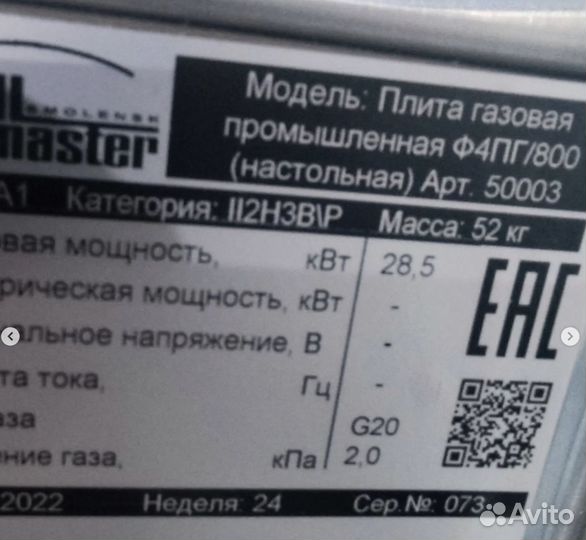 SMOLENSK
master
Модель: Плита газовая
промышленная Ф4ПГ/800
(настольная) Арт. 50003
A1 Категория: II2H3B\P Масса: 52 кг
овая мощность, кВт 28,5
рическая мощность, кВт -
альное напряжение, В -
та тока, Гц -
аза G20
ение газа, кПа 2,0
2022 Неделя: 24 Сер.№: 073
EAC
Avito